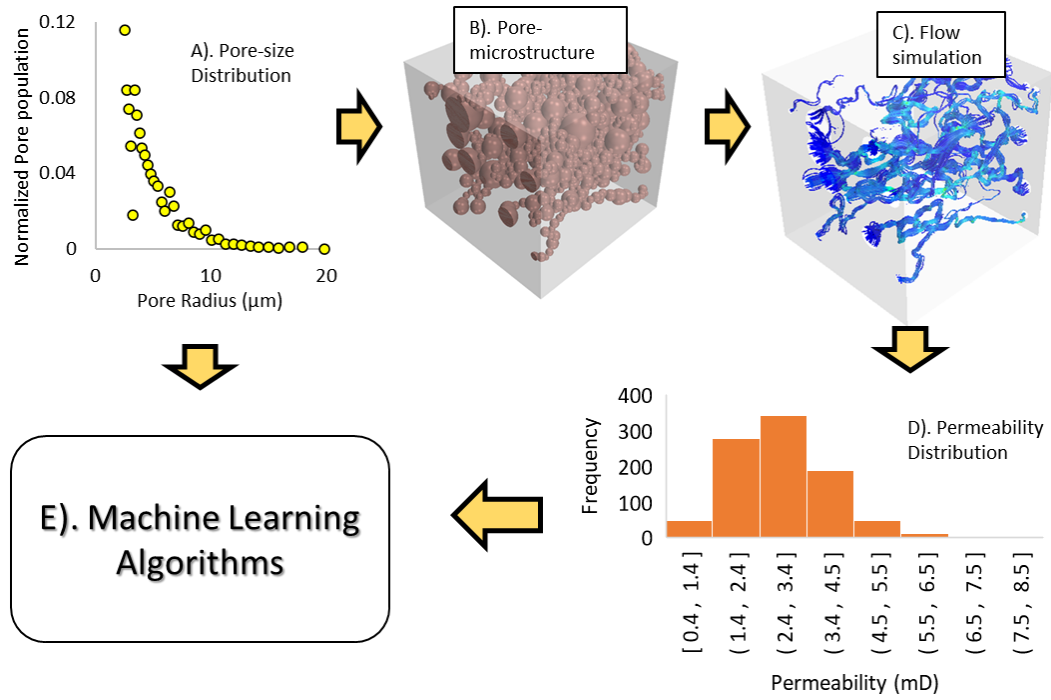 0.12
0.08
0.04
0
Normalized Pore population
0
10
20
Pore Radius (µm)
A). Pore-size
Distribution
B). Pore-
microstructure
C). Flow
simulation
400
300
200
100
0
Frequency
D). Permeability
Distribution
[ 0.4 , 1.4 ]
( 1.4 , 2.4 ]
( 2.4 , 3.4 ]
( 3.4 , 4.5 ]
( 4.5 , 5.5 ]
( 5.5 , 6.5 ]
( 6.5 , 7.5 ]
( 7.5 , 8.5 ]
Permeability (mD)
E). Machine Learning
Algorithms